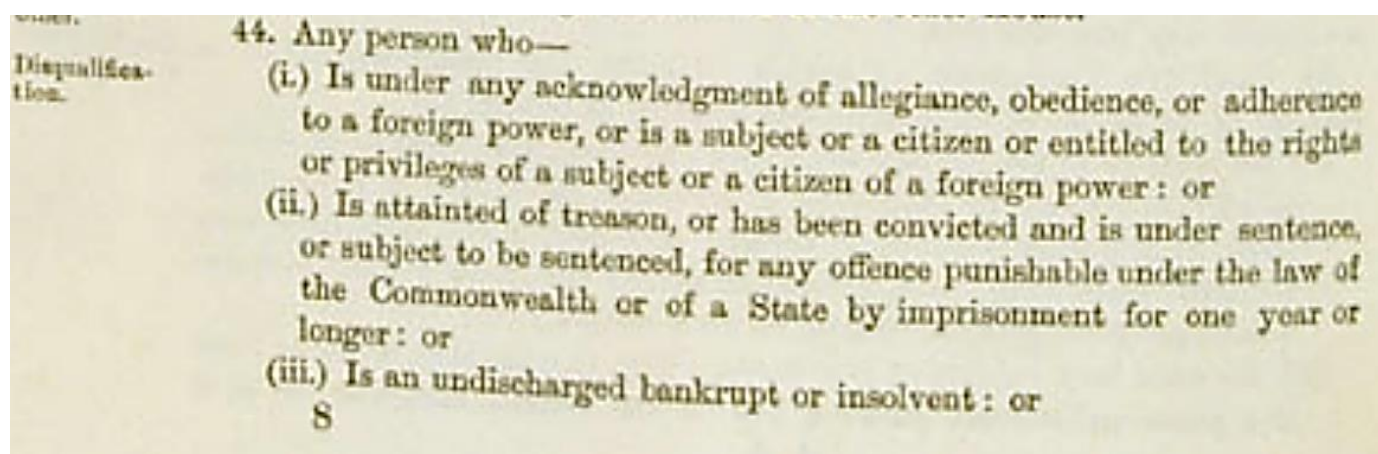 44. Any person who—
Disqualifica-
tion.
(i.) Is under any acknowledgment of allegiance, obedience, or adherence
to a foreign power, or is a subject or a citizen or entitled to the rights
or privileges of a subject or a citizen of a foreign power: or
(ii.) Is attainted of treason, or has been convicted and is under sentence,
or subject to be sentenced, for any offence punishable under the law of
the Commonwealth or of a State by imprisonment for one year or
longer: or
(iii.) Is an undischarged bankrupt or insolvent: or
8